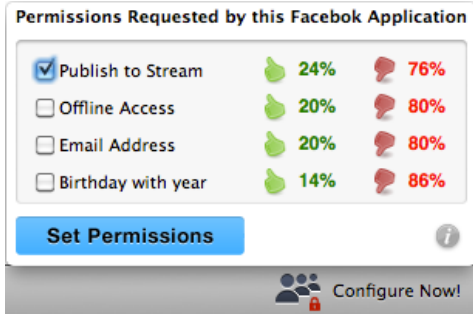 Permissions Requested by this Facebok Application
Publish to Stream 24% 76%
Offline Access 20% 80%
Email Address 20% 80%
Birthday with year 14% 86%
Set Permissions i
Configure Now!